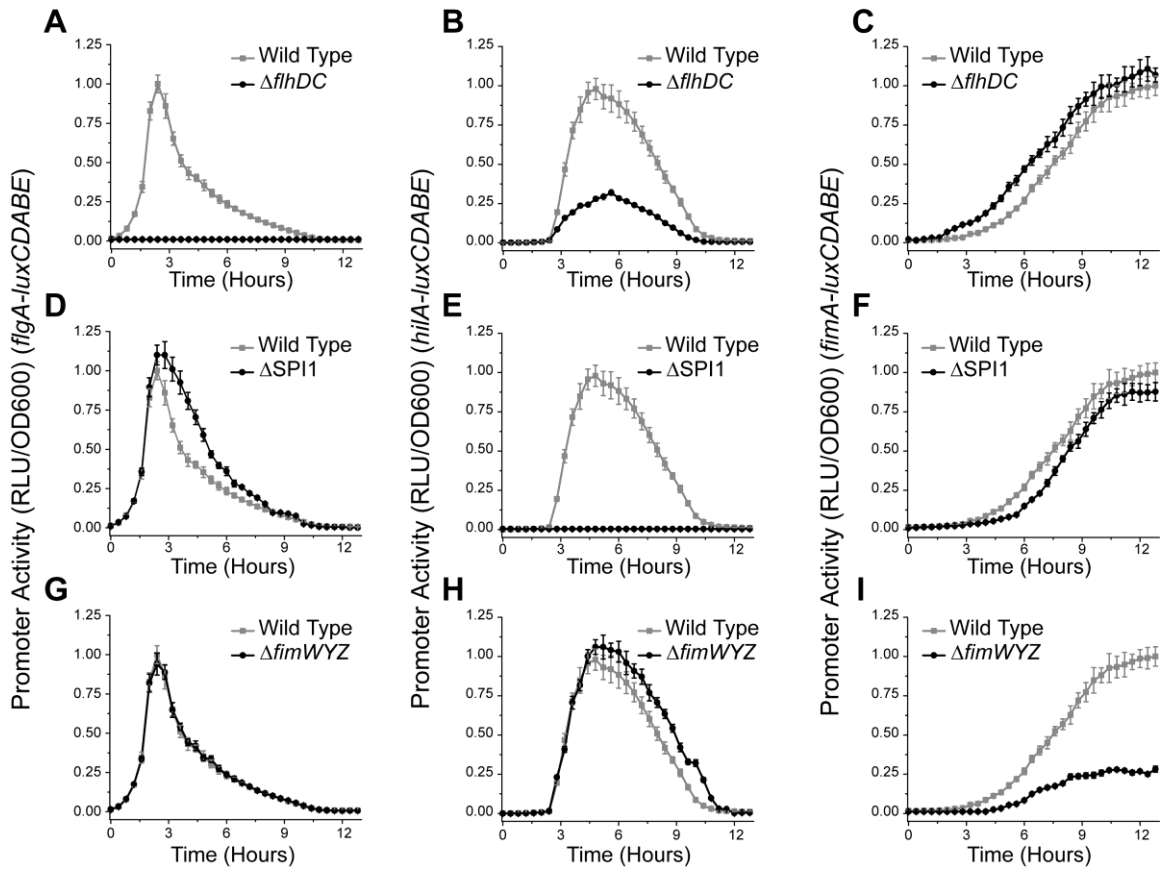 A
1.25
1.00
0.75
0.50
0.25
0.00
0
3
6
9
12
Time (Hours)
Wild Type
ΔflhDC
B
1.25
1.00
0.75
0.50
0.25
0.00
0
3
6
9
12
Time (Hours)
Wild Type
ΔflhDC
C
1.25
1.00
0.75
0.50
0.25
0.00
0
3
6
9
12
Time (Hours)
Wild Type
ΔflhDC
D
1.25
1.00
0.75
0.50
0.25
0.00
0
3
6
9
12
Time (Hours)
Wild Type
ΔSPI1
E
1.25
1.00
0.75
0.50
0.25
0.00
0
3
6
9
12
Time (Hours)
Wild Type
ΔSPI1
F
1.25
1.00
0.75
0.50
0.25
0.00
0
3
6
9
12
Time (Hours)
Wild Type
ΔSPI1
G
1.25
1.00
0.75
0.50
0.25
0.00
0
3
6
9
12
Time (Hours)
Wild Type
ΔfimWYZ
H
1.25
1.00
0.75
0.50
0.25
0.00
0
3
6
9
12
Time (Hours)
Wild Type
ΔfimWYZ
I
1.25
1.00
0.75
0.50
0.25
0.00
0
3
6
9
12
Time (Hours)
Wild Type
ΔfimWYZ
Promoter Activity (RLU/OD600) (flgA-luxCDABE)
Promoter Activity (RLU/OD600) (hilA-luxCDABE)
Promoter Activity (RLU/OD600) (fimA-luxCDABE)